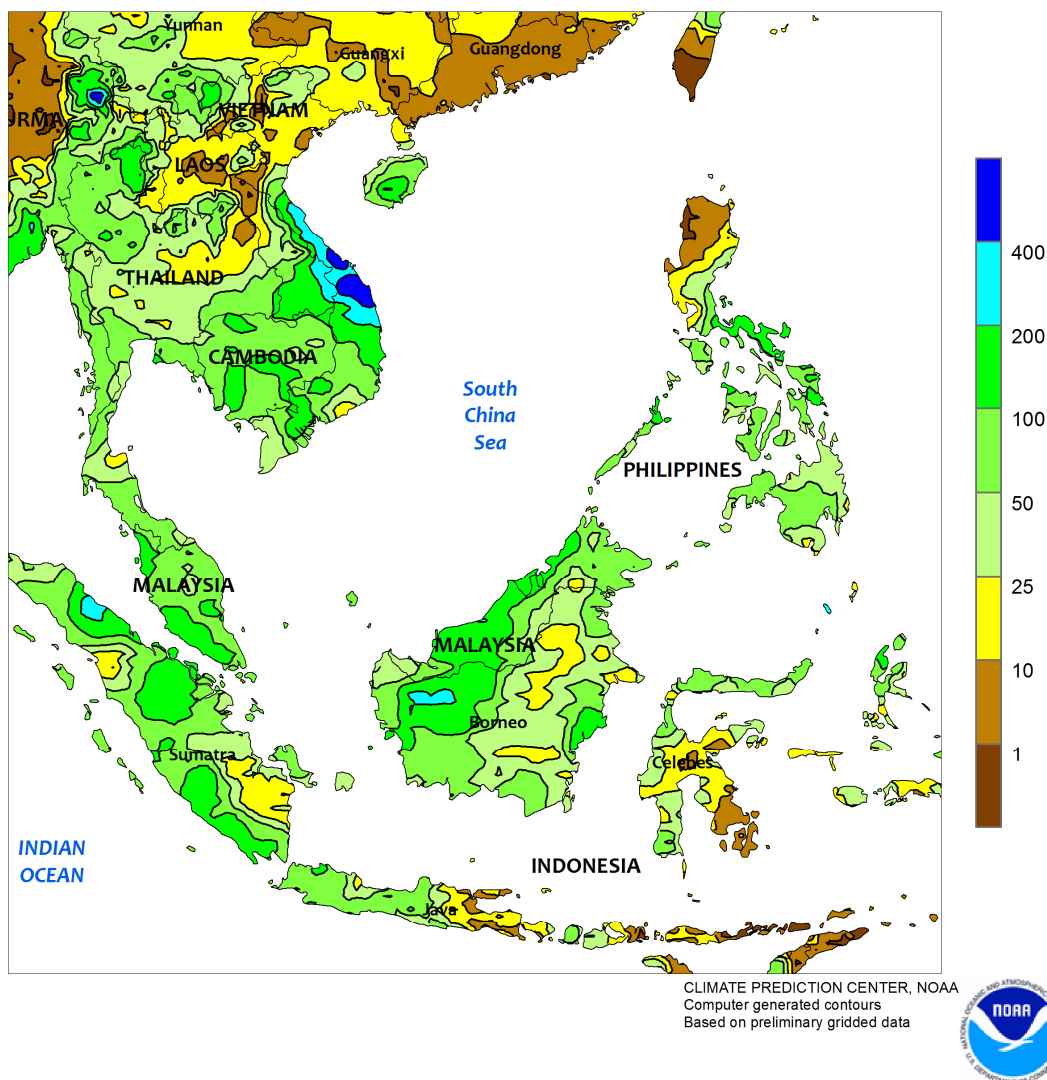 Yunnan
Guangxi
Guangdong
VIETNAM
URMA
LAOS
THAILAND
400
200
CAMBODIA
South
China
Sea
100
PHILIPPINES
50
MALAYSIA
25
MALAYSIA
10
Borneo
Sumatra
Celebes
1
INDIAN
OCEAN
INDONESIA
Java
CLIMATE PREDICTION CENTER, NOAA
Computer generated contours
Based on preliminary gridded data
NOAA